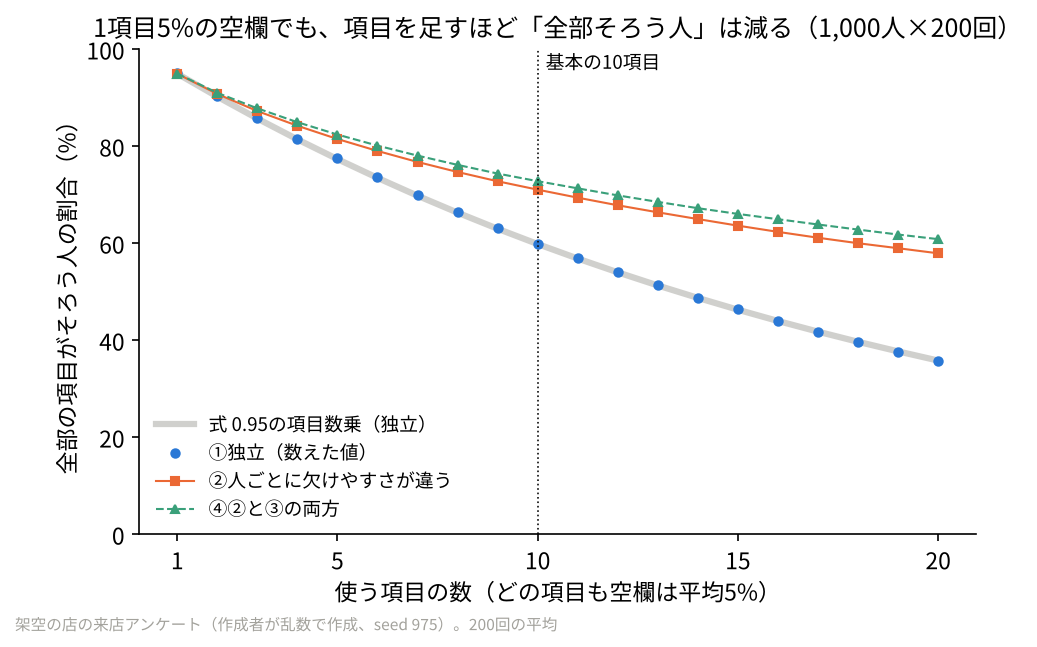 1項目5%の空欄でも、項目を足すほど「全部そろう人」は減る（1,000人×200回）
基本の10項目
全部の項目がそろう人の割合（%）
100
80
60
40
20
0
式 0.95の項目数乗（独立）
①独立（数えた値）
②人ごとに欠けやすさが違う
④②と③の両方
1
5
10
15
20
使う項目の数（どの項目も空欄は平均5%）
架空の店の来店アンケート（作成者が乱数で作成、seed 975）。200回の平均